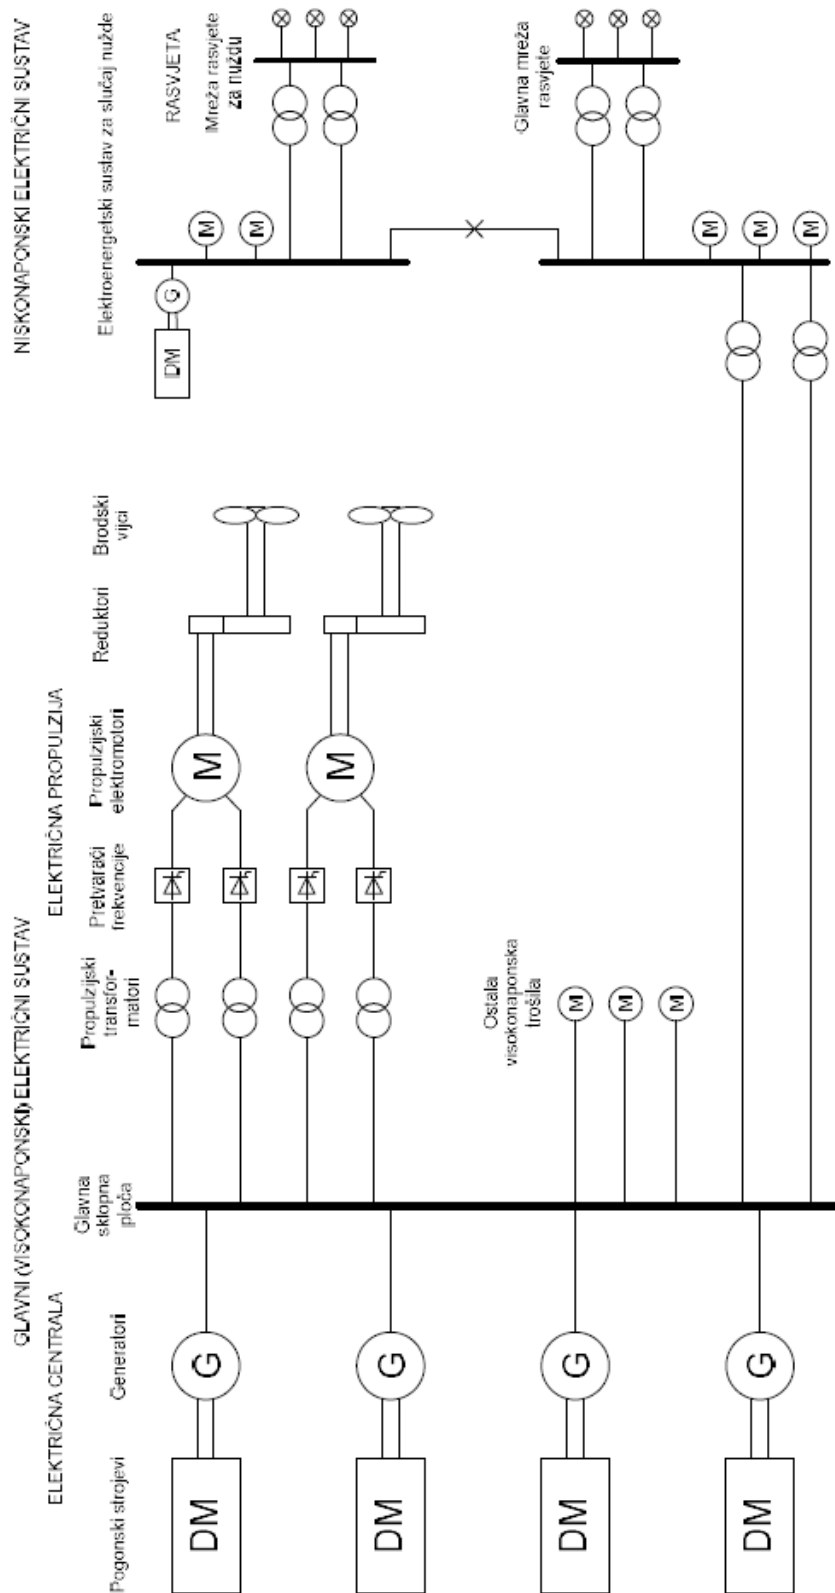 GLAVNI (VISOKONAPONSKI) ELEKTRIČNI SUSTAV
NISKONAPONSKI ELEKTRIČNI SUSTAV
ELEKTRIČNA CENTRALA
ELEKTRIČNA PROPULZIJA
Pogonski strojevi
Generatori
Glavna
sklopna
ploča
Propulzijski
transfor-
matori
Pretvarači
frekvencije
Propulzijski
elektromotori
Reduktori
Brodski
vijci
Elektroenergetski sustav za slučaj nužde
RASVJETA
Mreža rasvjete
za nuždu
Glavna mreža
rasvjete
Ostala
visokonaponska
trošila
DM
G
DM
G
DM
G
DM
G
M
M
M
M
M
DM
G
M
M
M
M
M